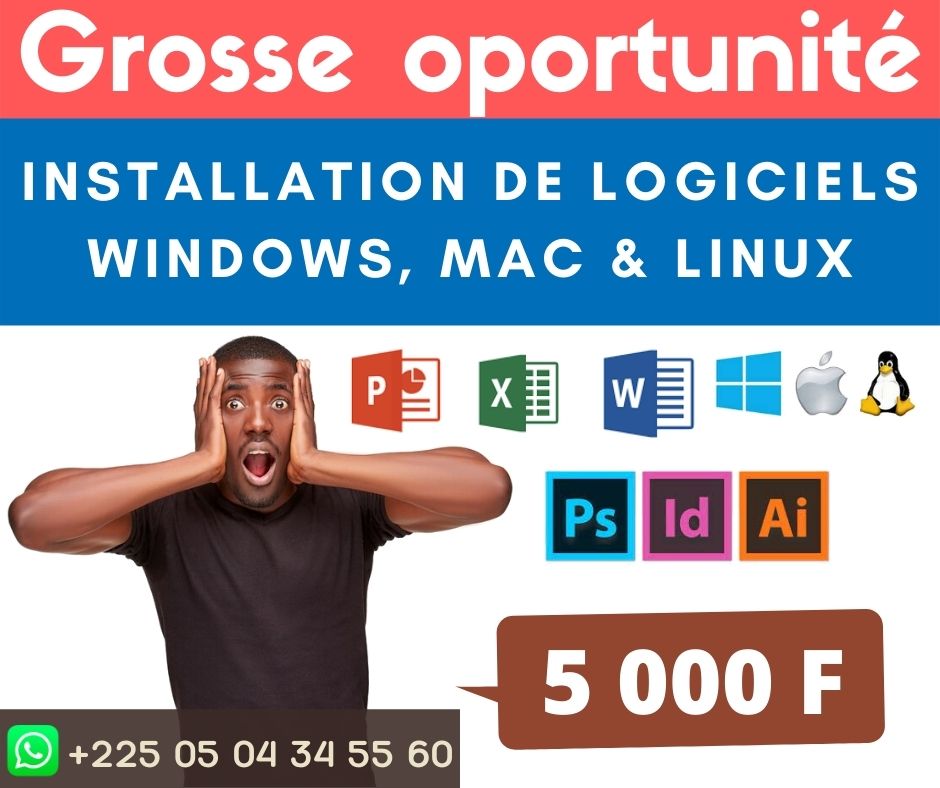 Grosse oportunité
INSTALLATION DE LOGICIELS
WINDOWS, MAC & LINUX
P
X
W
Ps
Id
Ai
5 000 F
+225 05 04 34 55 60